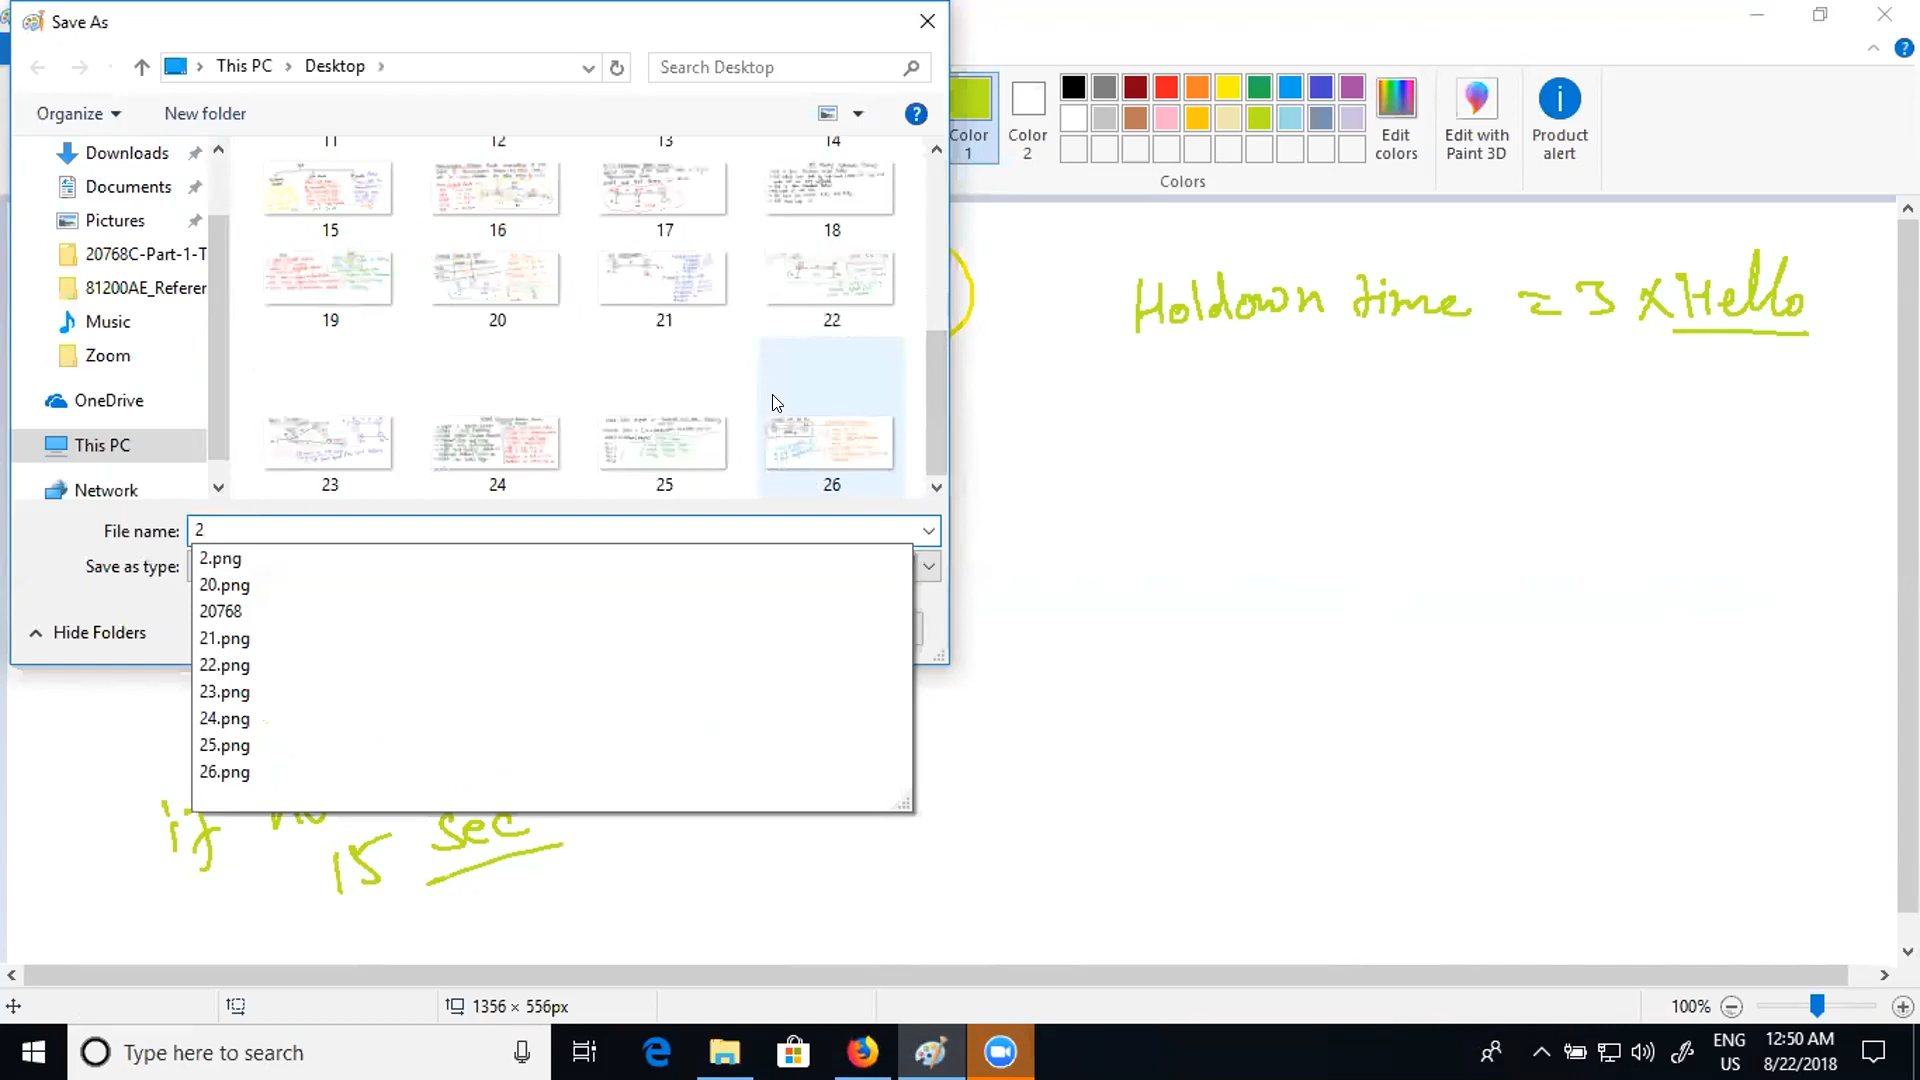 Save As
This PC
Desktop
Search Desktop
Organize
New folder
Downloads
Documents
Pictures
20768C-Part-1-T
81200AE_Referer
Music
Zoom
OneDrive
This PC
Network
11 12 13 14
15 16 17 18
19 20 21 22
23 24 25 26
File name: 2
Save as type:
2.png
20.png
20768
21.png
22.png
23.png
24.png
25.png
26.png
Hide Folders
Color 1
Color 2
Edit colors
Edit with Paint 3D
Product alert
Colors
Holdown time = 3 X Hello
if no
15 sec
1356 × 556px
100%
Type here to search
ENG
US
12:50 AM
8/22/2018